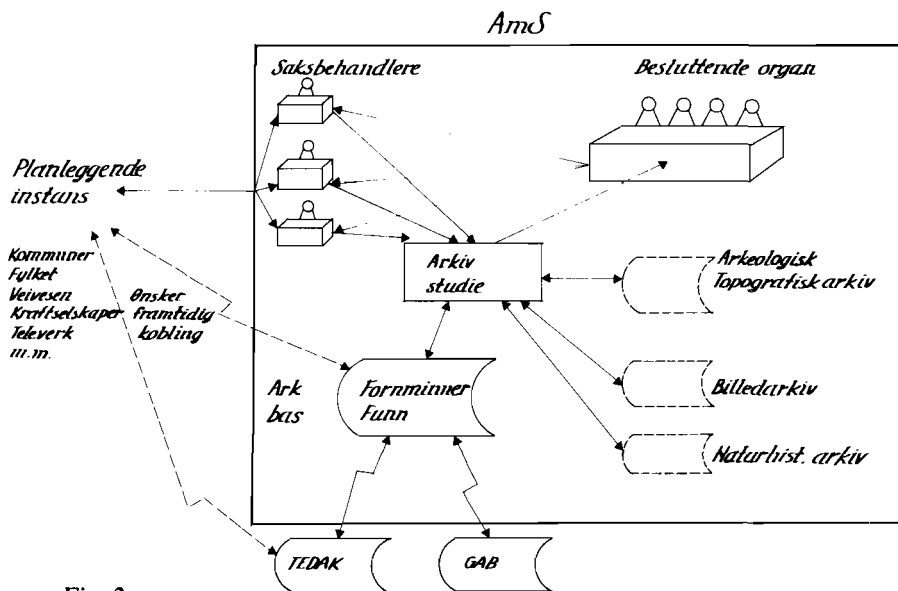 AmS
Saksbehandlere
Besluttende organ
Planleggende
instans
Kommuner
Fylket
Veivesen
Kraftselskaper
Televerk
m.m.
Ønsker
framtidig
kobling
Arkiv
studie
Arkeologisk
Topografisk arkiv
Ark
bas
Fornminner
Funn
Billedarkiv
Naturhist. arkiv
TEDAK
GAB